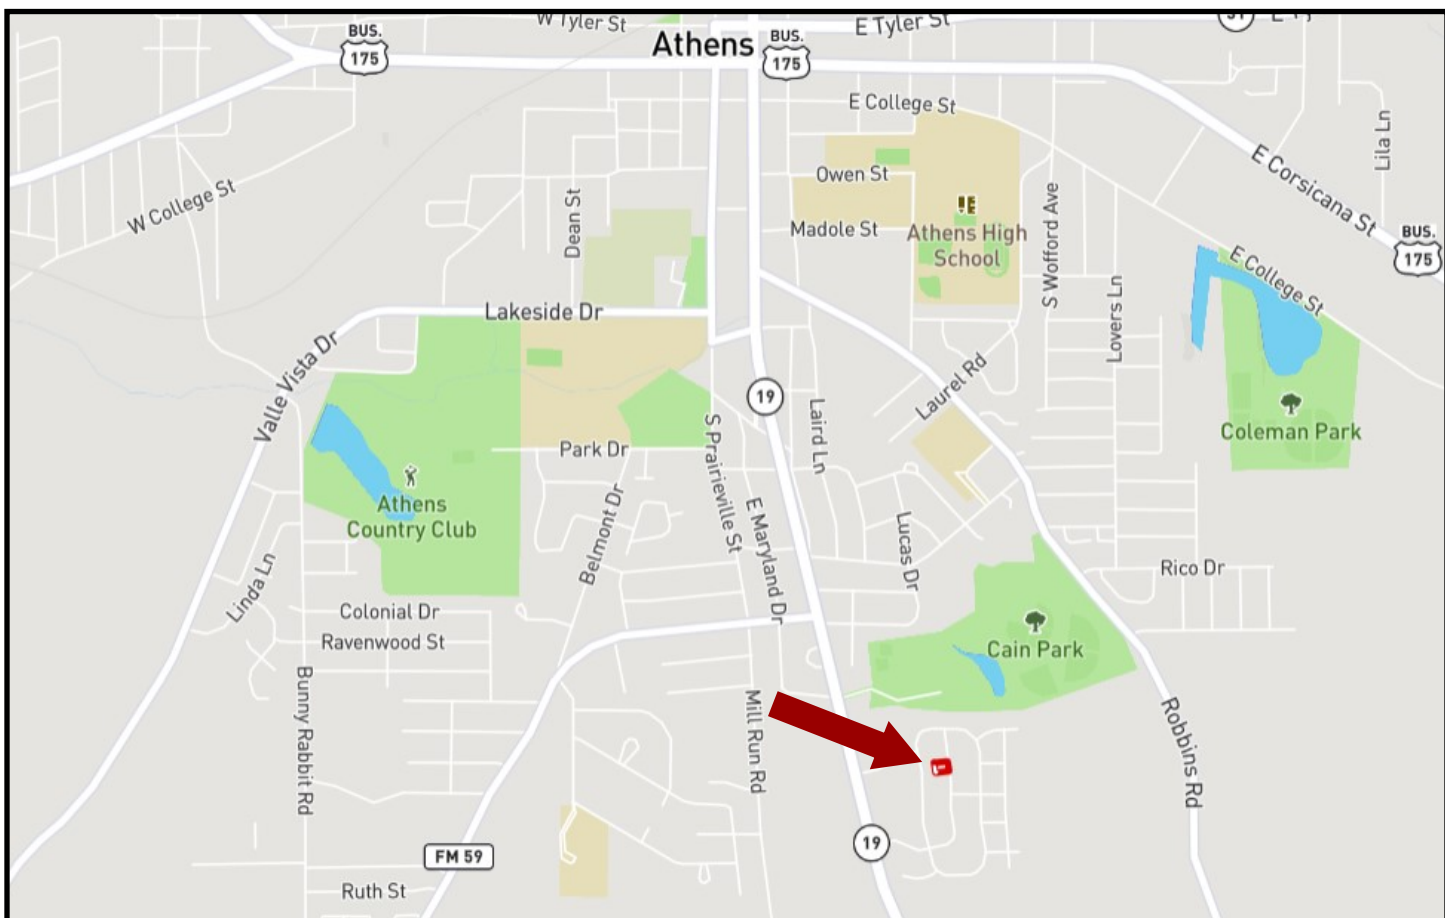 W Tyler St
E Tyler St
31
BUS.
175
Athens
BUS.
175
E College St
Lila Ln
Owen St
E Corsicana St
W College St
Dean St
Madole St
Athens High
School
S Wofford Ave
BUS.
175
E College St
Lakeside Dr
Lovers Ln
Valle Vista Dr
19
Laurel Rd
Laird Ln
Coleman Park
Park Dr
S Prairieville St
Athens
Country Club
Belmont Dr
E Maryland Dr
Lucas Dr
Rico Dr
Linda Ln
Colonial Dr
Ravenwood St
Cain Park
Bunny Rabbit Rd
Mill Run Rd
Robbins Rd
19
FM 59
Ruth St